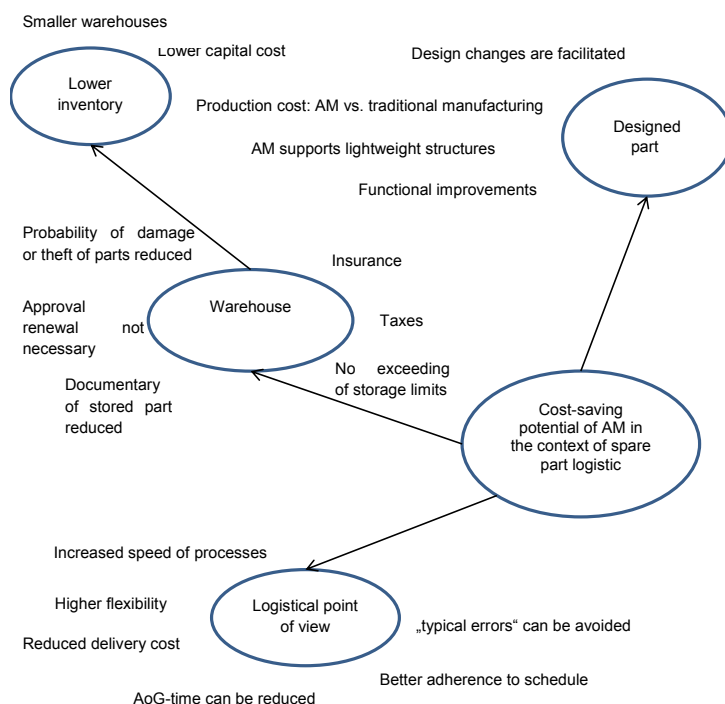 Smaller warehouses
Lower capital cost
Design changes are facilitated
Lower
inventory
Production cost: AM vs. traditional manufacturing
Designed
part
AM supports lightweight structures
Functional improvements
Probability of damage
or theft of parts reduced
Insurance
Warehouse
Approval
renewal not
necessary
Taxes
No exceeding
of storage limits
Documentary
of stored part
reduced
Cost-saving
potential of AM in
the context of spare
part logistic
Increased speed of processes
Higher flexibility
Logistical point
of view
„typical errors“ can be avoided
Reduced delivery cost
Better adherence to schedule
AoG-time can be reduced